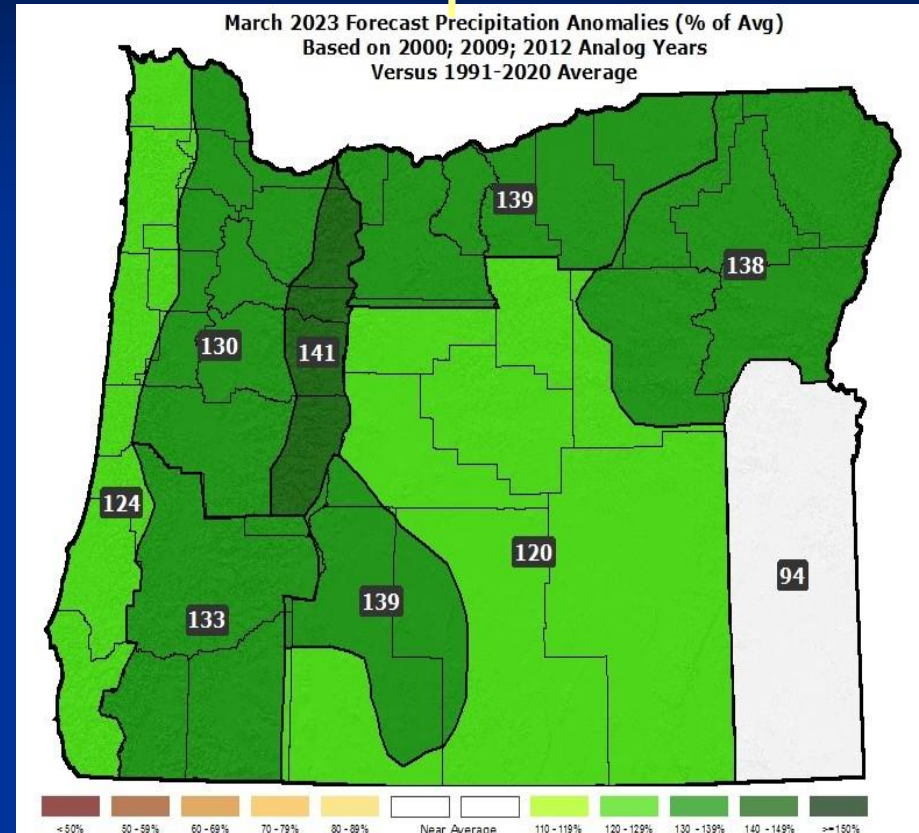 March 2023 Forecast Precipitation Anomalies (% of Avg)
Based on 2000; 2009; 2012 Analog Years
Versus 1991-2020 Average
139
138
130
141
124
120
94
139
133
<50%
50 - 59%
60 - 69%
70 - 79%
80 - 89%
Near Average
110 - 119%
120 - 129%
130 - 139%
140 - 149%
>=150%